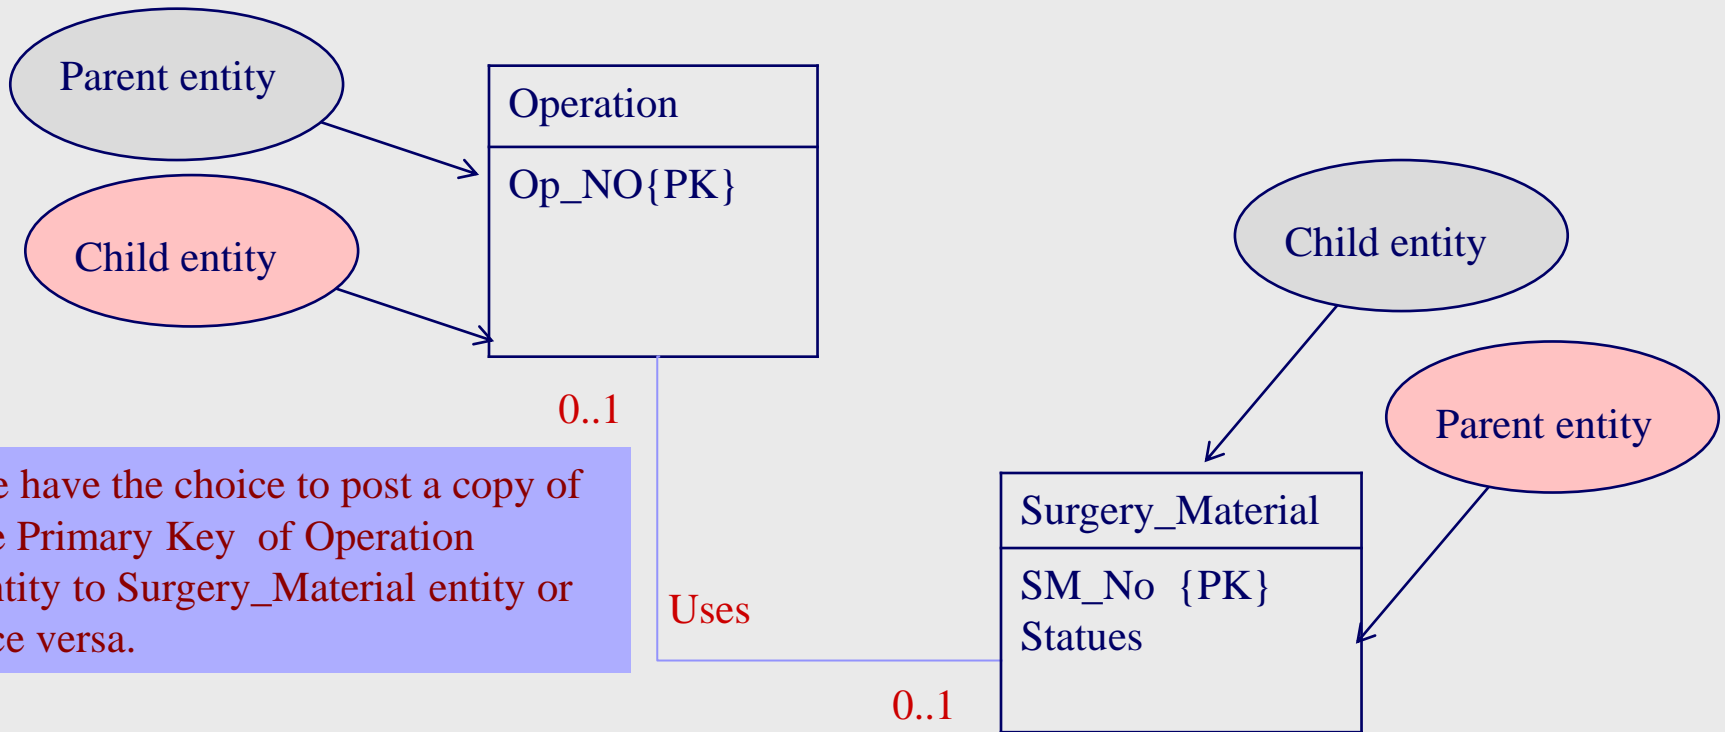 Parent entity
Operation
Op_NO{PK}
Child entity
Child entity
Parent entity
0..1
e have the choice to post a copy of
e Primary Key of Operation
ntity to Surgery_Material entity or
ce versa.
Uses
Surgery_Material
SM_No {PK}
Statues
0..1